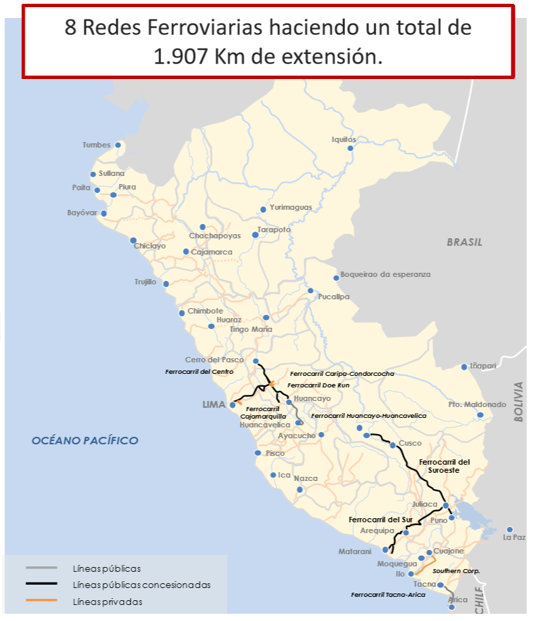 8 Redes Ferroviarias haciendo un total de
1.907 Km de extensión.
Tumbes
Iquitos
Sullana
Paita
Piura
Bayóvar
Yurimaguas
Chachapoyas
Tarapoto
Chiclayo
Cajamarca
BRASIL
Boqueirao da esperanza
Trujillo
Pucallpa
Chimbote
Huaraz
Tingo María
Cerro del Pasco
Ferrocarril del Centro
Ferrocarril Caripa-Condorcocha
Ferrocarril Doe Run
Iñapari
LIMA
Huancayo
Ferrocarril
Cajamarquilla
Ferrocarril Huancayo-Huancavelica
Pto. Maldonado
BOLIVIA
Huancavelica
Ayacucho
Cusco
OCÉANO PACÍFICO
Pisco
Ica
Nazca
Ferrocarril del
Suroeste
Juliaca
Puno
Ferrocarril del Sur
Arequipa
La Paz
Matarani
Cuajone
Moquegua
Ilo
Southern Corp.
Tacna
Ferrocarril Tacna-Arica
Arica
CHILE
Líneas públicas
Líneas públicas concesionadas
Líneas privadas